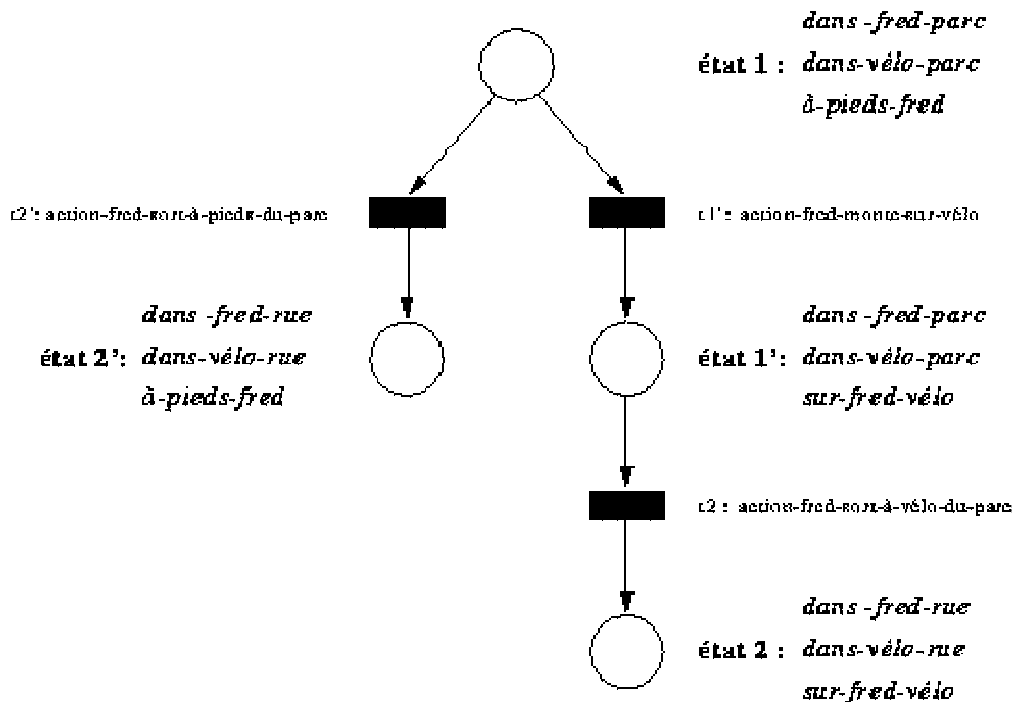 dans -fred-parc
état 1 : dans-vélo-parc
à-pieds-fred
t2': action-fred-sort-à-pieds-du-parc
t1': action-fred-monte-sur-vélo
dans -fred-rue
état 2': dans-vélo-rue
à-pieds-fred
dans -fred-parc
état 1': dans-vélo-parc
sur-fred-vélo
t2 : action-fred-sort-à-vélo-du-parc
dans -fred-rue
état 2 : dans-vélo-rue
sur-fred-vélo